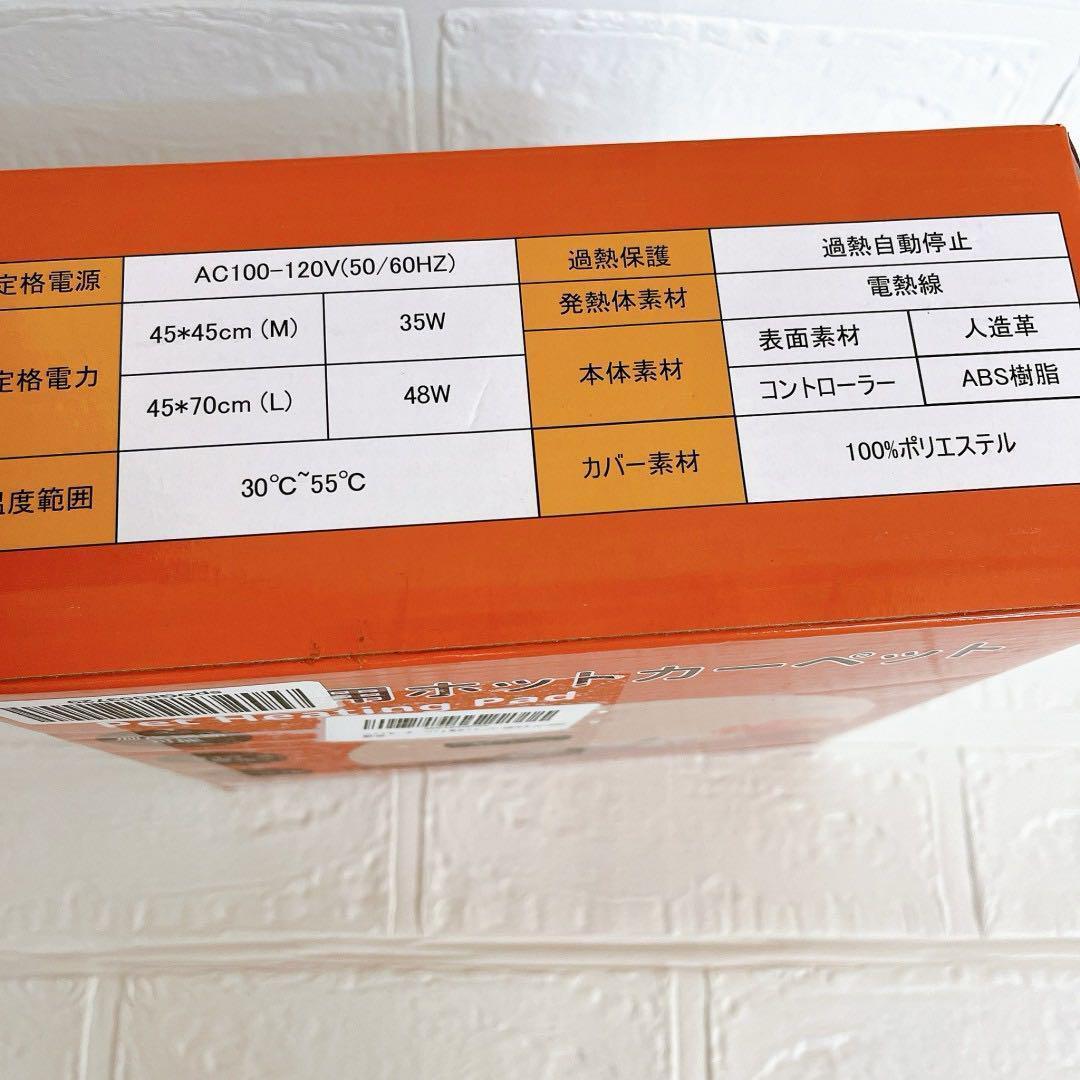 定格電源 AC100-120V(50/60HZ) 過熱保護 過熱自動停止
発熱体素材 電熱線
定格電力 45*45cm (M) 35W 本体素材 表面素材 人造革
45*70cm (L) 48W コントローラー ABS樹脂
温度範囲 30℃~55℃ カバー素材 100%ポリエステル
用ホットカーペット
Pet Heating pad